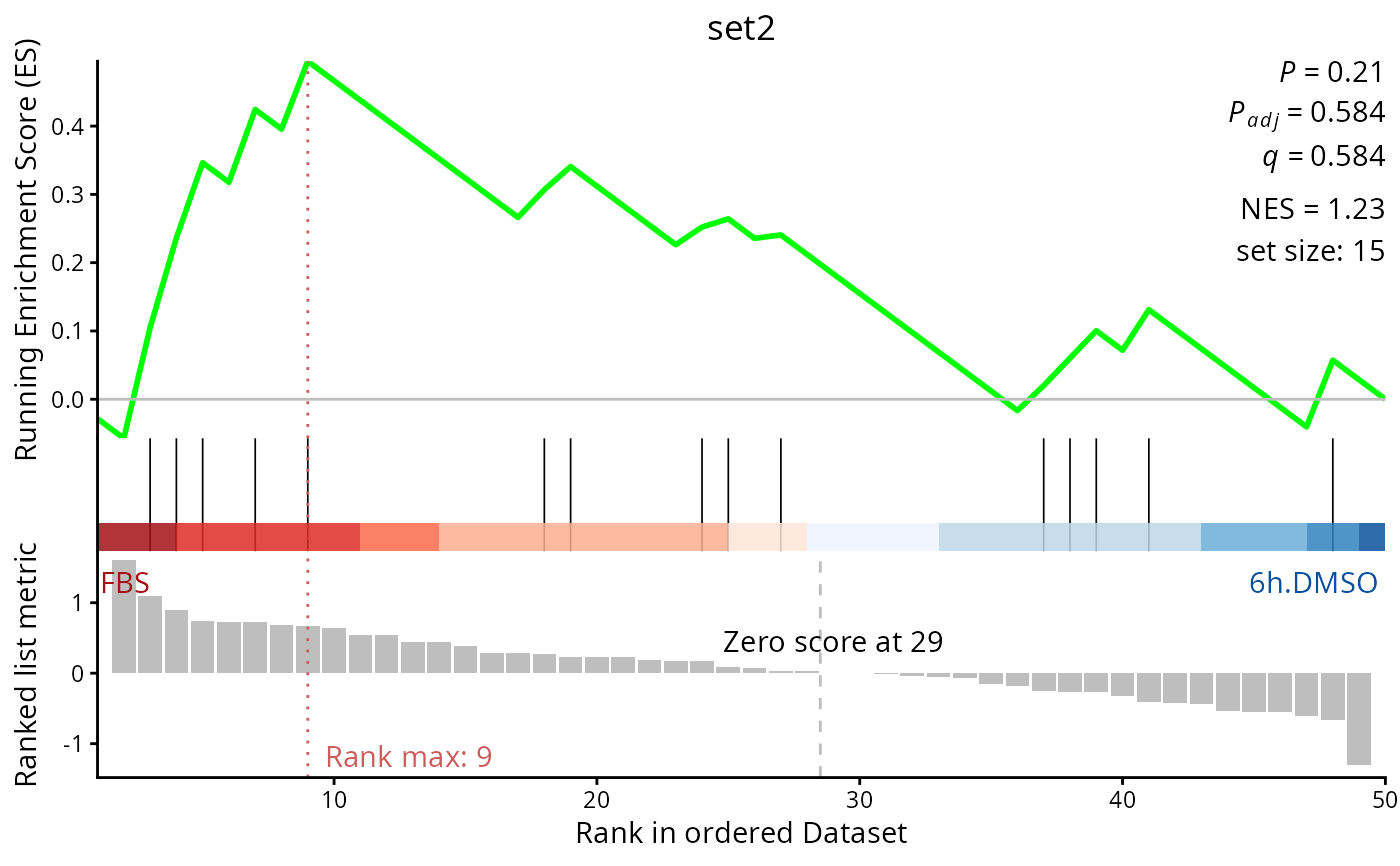 set2
Running Enrichment Score (ES)
0.4
0.3
0.2
0.1
0.0
P = 0.21
Padj = 0.584
q = 0.584
NES = 1.23
set size: 15
FBS
6h.DMSO
Ranked list metric
1
0
-1
Zero score at 29
Rank max: 9
10
20
30
40
50
Rank in ordered Dataset